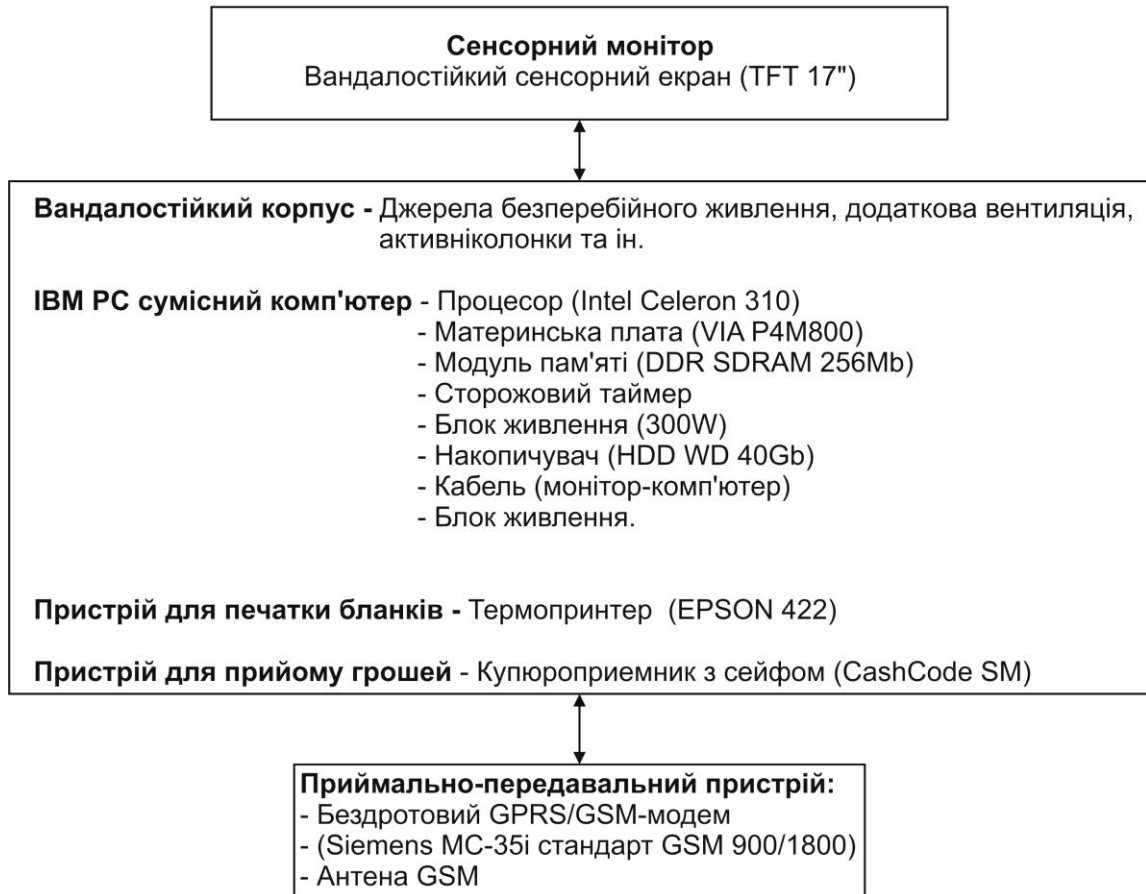 Сенсорний монітор
Вандалостійкий сенсорний екран (TFT 17")
Вандалостійкий корпус - Джерела безперебійного живлення, додаткова вентиляція,
активніколонки та ін.
IBM PC сумісний комп'ютер - Процесор (Intel Celeron 310)
- Материнська плата (VIA P4M800)
- Модуль пам'яті (DDR SDRAM 256Mb)
- Сторожовий таймер
- Блок живлення (300W)
- Накопичувач (HDD WD 40Gb)
- Кабель (монітор-комп'ютер)
- Блок живлення.
Пристрій для печатки бланків - Термопринтер (EPSON 422)
Пристрій для прийому грошей - Купюроприемник з сейфом (CashCode SM)
Приймально-передавальний пристрій:
- Бездротовий GPRS/GSM-модем
- (Siemens MC-35i стандарт GSM 900/1800)
- Антена GSM